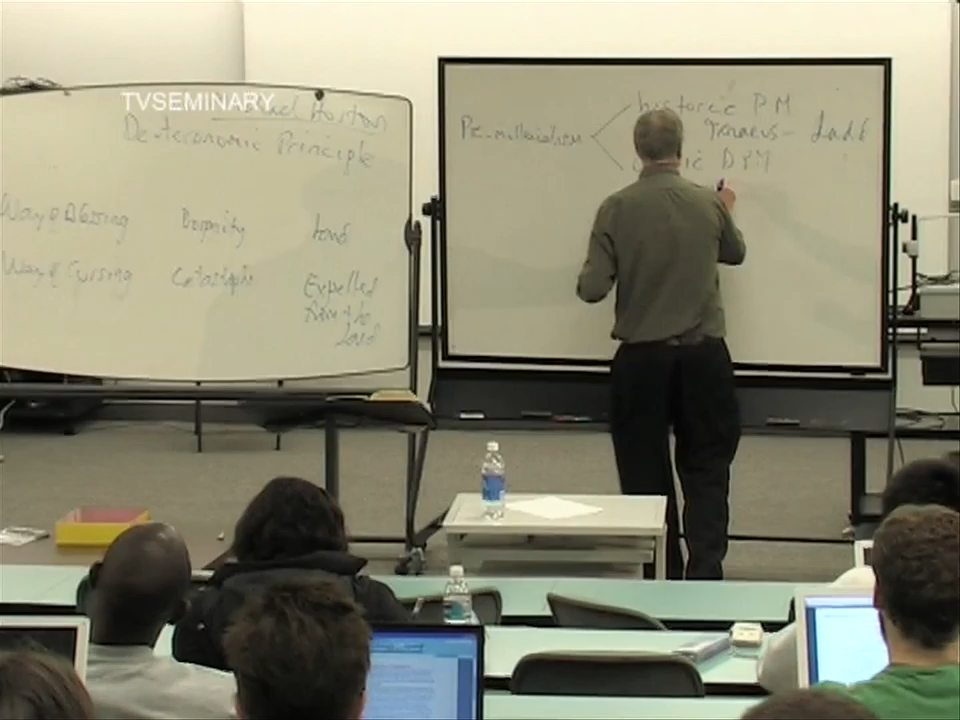 TVSEMINARY
Deuteronomic Principle
Way of Blessing Prosperity Land
Way of Cursing Catastrophe Expelled
from the
Land
historic PM
Pre-millennialism Irenaeus - Ladd
DPM